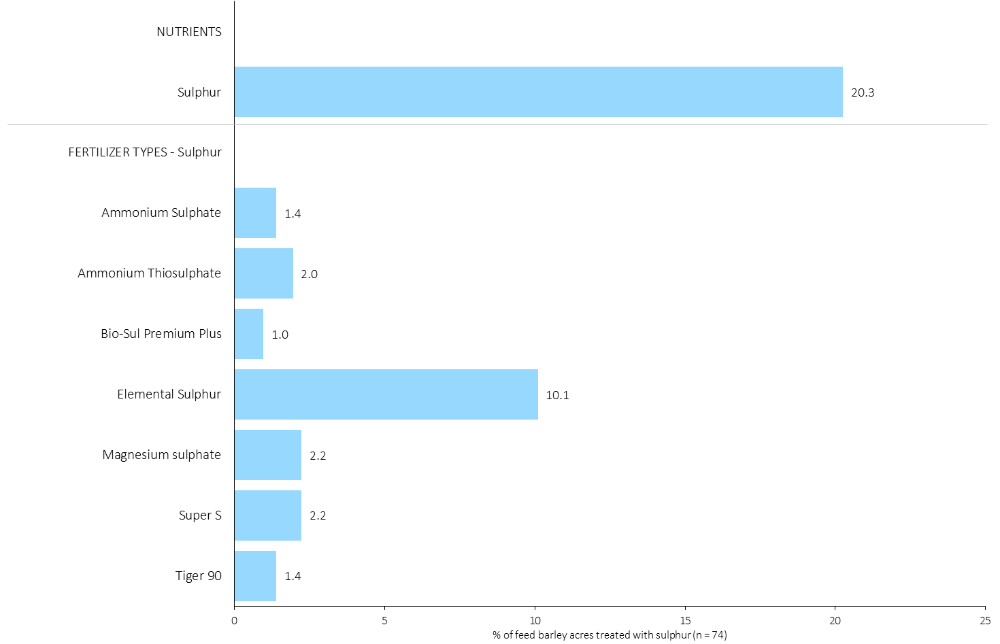 NUTRIENTS
Sulphur 20.3
FERTILIZER TYPES - Sulphur
Ammonium Sulphate 1.4
Ammonium Thiosulphate 2.0
Bio-Sul Premium Plus 1.0
Elemental Sulphur 10.1
Magnesium sulphate 2.2
Super S 2.2
Tiger 90 1.4
0 5 10 15 20 25
% of feed barley acres treated with sulphur (n = 74)